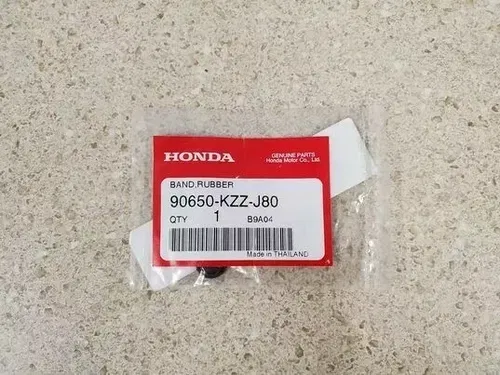 HONDA
GENUINE PARTS
Honda Motor Co., Ltd.
BAND,RUBBER
90650-KZZ-J80
QTY 1 B9A04
Made in THAILAND